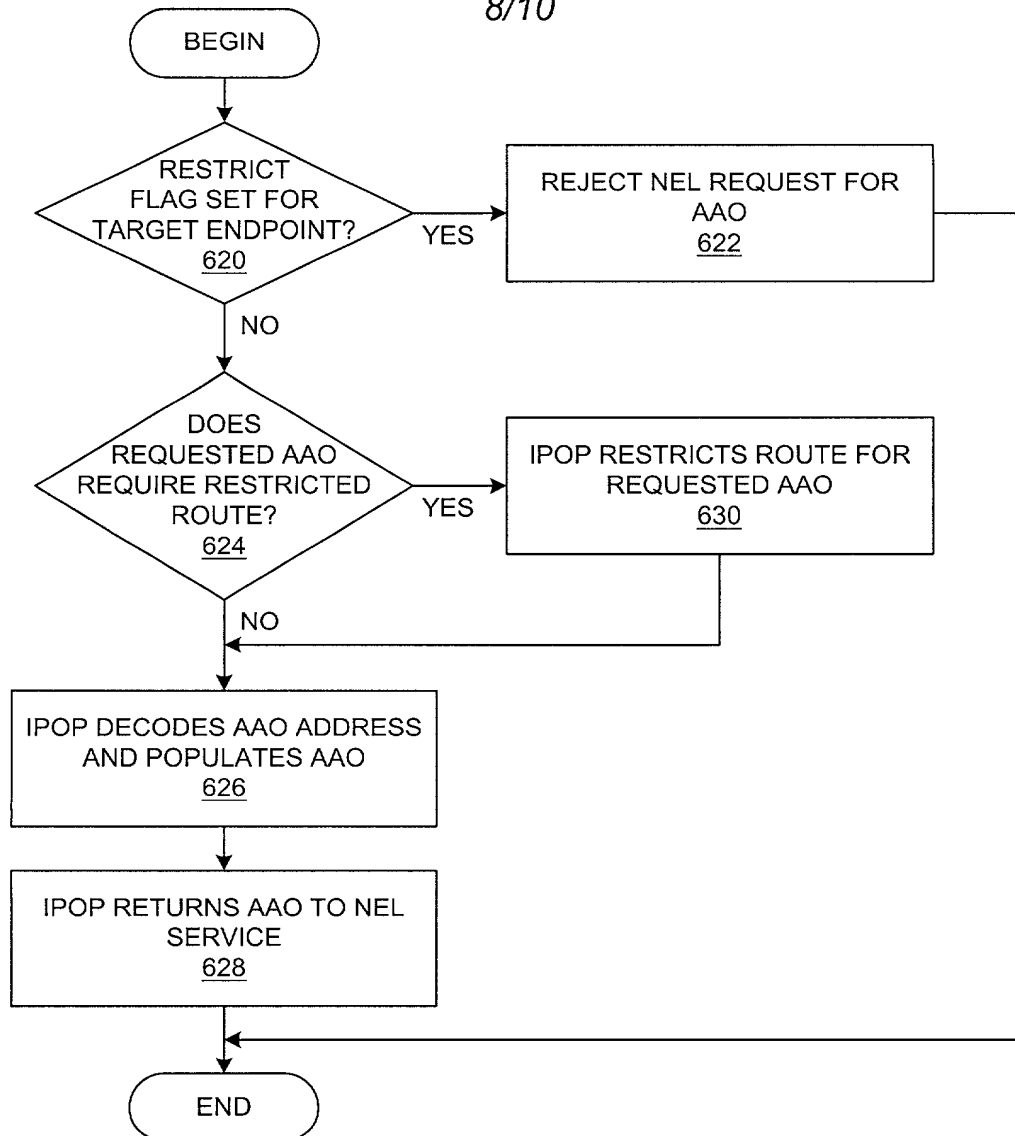 8/10
BEGIN
RESTRICT
FLAG SET FOR
TARGET ENDPOINT?
620
YES
REJECT NEL REQUEST FOR
AAO
622
NO
DOES
REQUESTED AAO
REQUIRE RESTRICTED
ROUTE?
624
YES
IPOP RESTRICTS ROUTE FOR
REQUESTED AAO
630
NO
IPOP DECODES AAO ADDRESS
AND POPULATES AAO
626
IPOP RETURNS AAO TO NEL
SERVICE
628
END